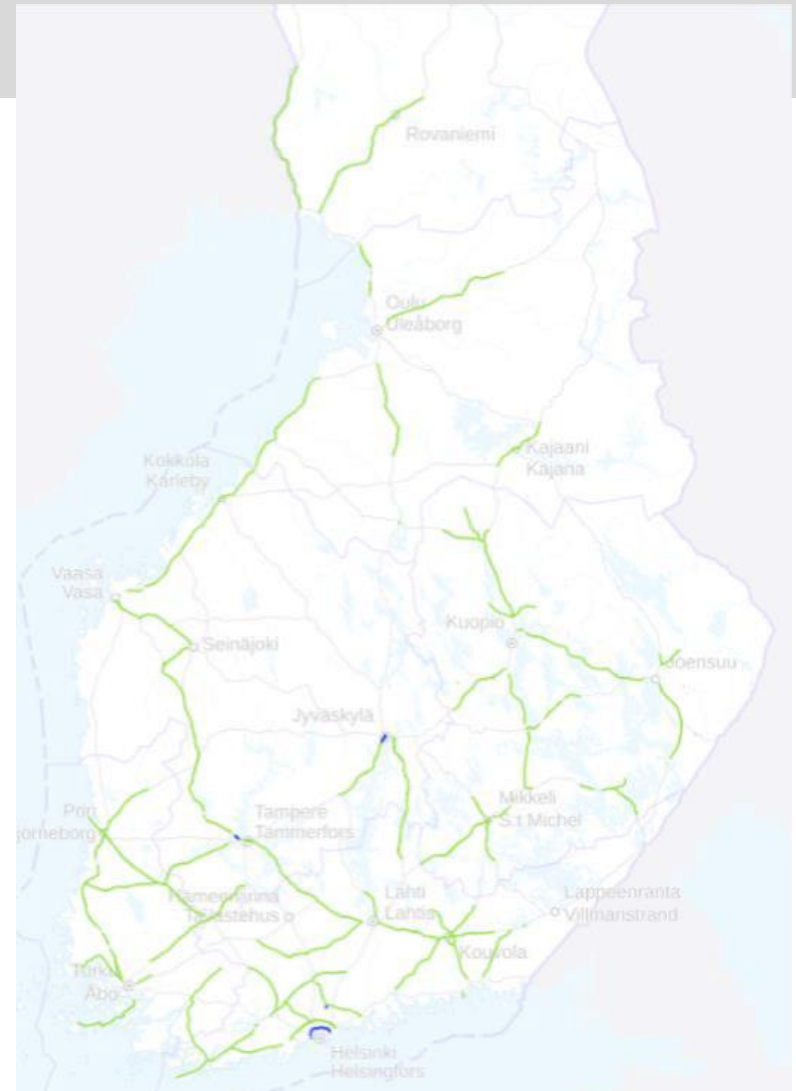 Rovaniemi
Oulu
Uleåborg
Kajaani
Kajana
Kokkola
Karleby
Vaasa
Vasa
Seinäjoki
Kuopio
Joensuu
Jyväskylä
Pori
Tampere
Tammerfors
Mikkeli
S:t Michel
Hämeenlinna
Tavastehus
Lahti
Lahtis
Lappeenranta
Villmanstrand
Kouvola
Turku
Åbo
Helsinki
Helsingfors